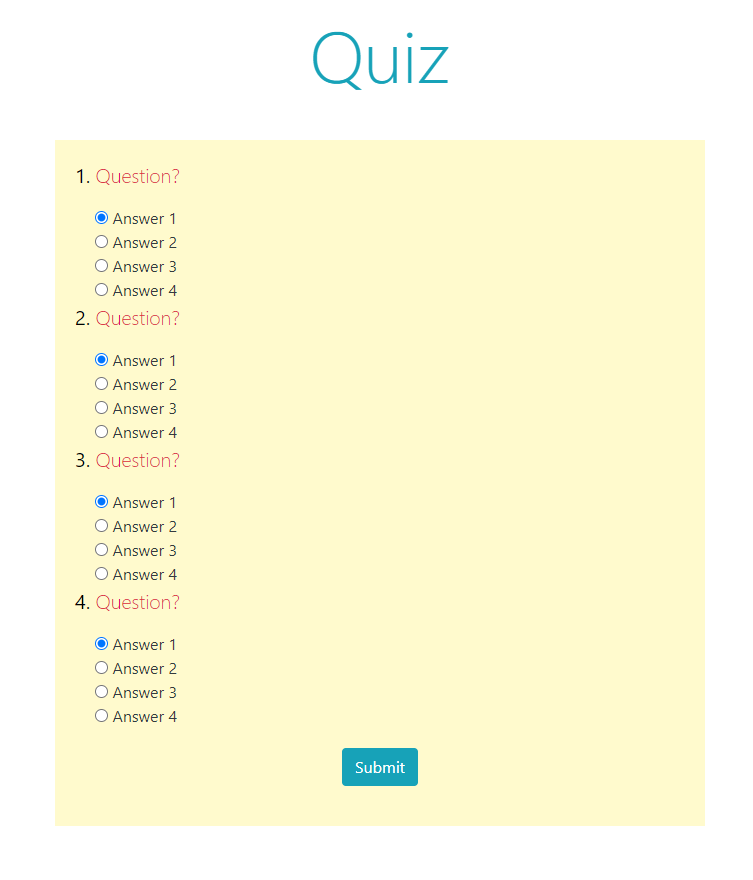 Quiz
1. Question?
Answer 1
Answer 2
Answer 3
Answer 4
2. Question?
Answer 1
Answer 2
Answer 3
Answer 4
3. Question?
Answer 1
Answer 2
Answer 3
Answer 4
4. Question?
Answer 1
Answer 2
Answer 3
Answer 4
Submit